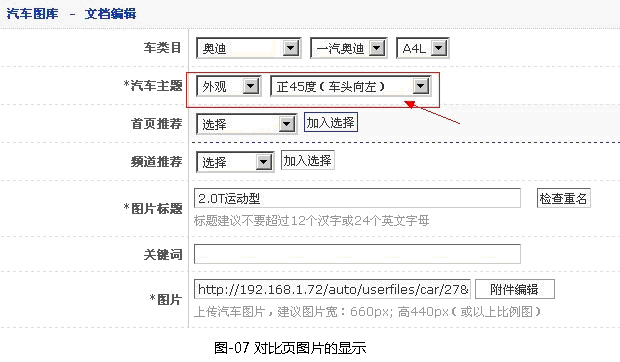 汽车图库 - 文档编辑
车类目 奥迪 一汽奥迪 A4L
*汽车主题 外观 正45度(车头向左)
首页推荐 选择 加入选择
频道推荐 选择 加入选择
*图片标题 2.0T运动型 检查重名
标题建议不要超过12个汉字或24个英文字母
关键词
*图片 http://192.168.1.72/auto/userfiles/car/27& 附件编辑
上传汽车图片,建议图片宽:660px; 高440px(或以上比例图)
图-07 对比页图片的显示